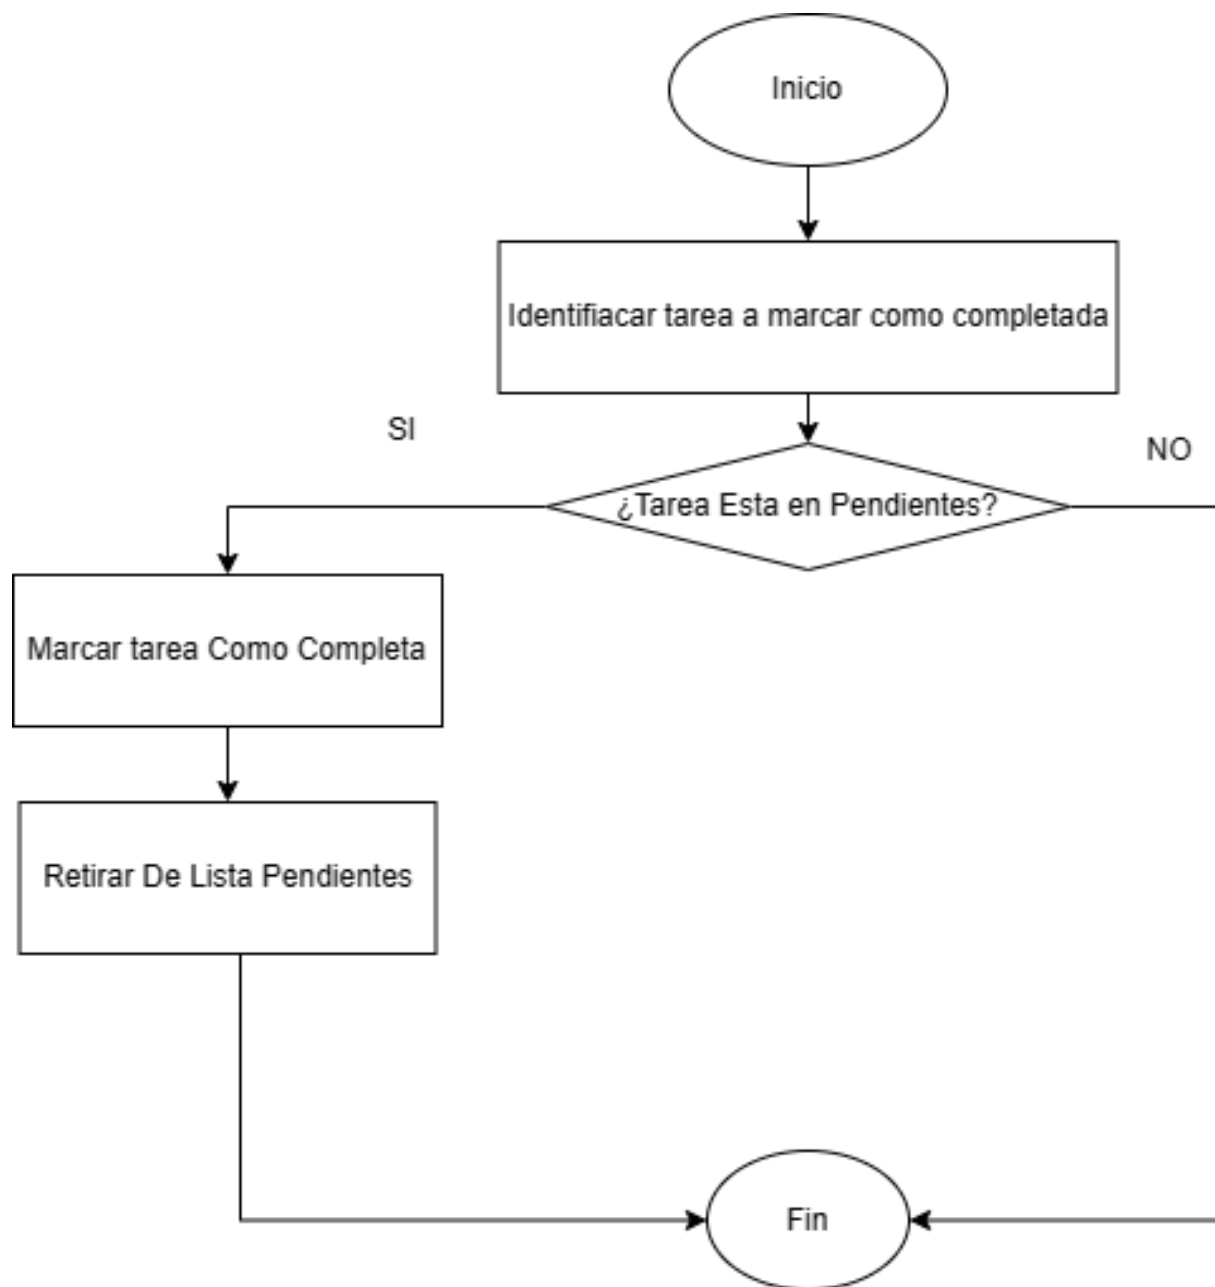 Inicio
Identifiacar tarea a marcar como completada
SI
NO
¿Tarea Esta en Pendientes?
Marcar tarea Como Completa
Retirar De Lista Pendientes
Fin